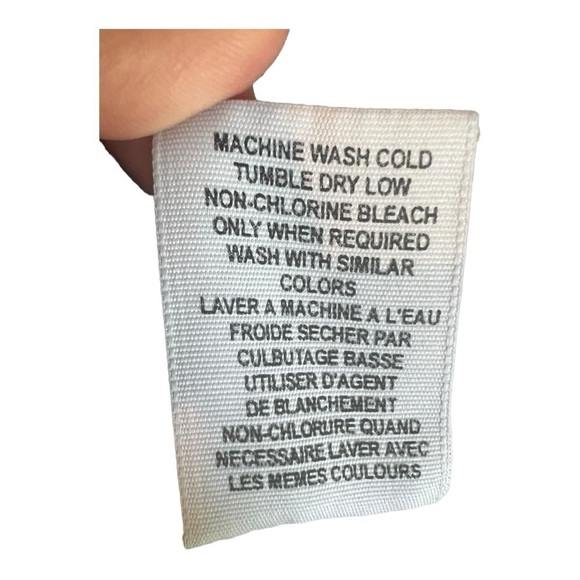 MACHINE WASH COLD
TUMBLE DRY LOW
NON-CHLORINE BLEACH
ONLY WHEN REQUIRED
WASH WITH SIMILAR
COLORS
LAVER A MACHINE A L'EAU
FROIDE SECHER PAR
CULBUTAGE BASSE
UTILISER D'AGENT
DE BLANCHEMENT
NON-CHLORURE QUAND
NECESSAIRE LAVER AVEC
LES MEMES COULOURS